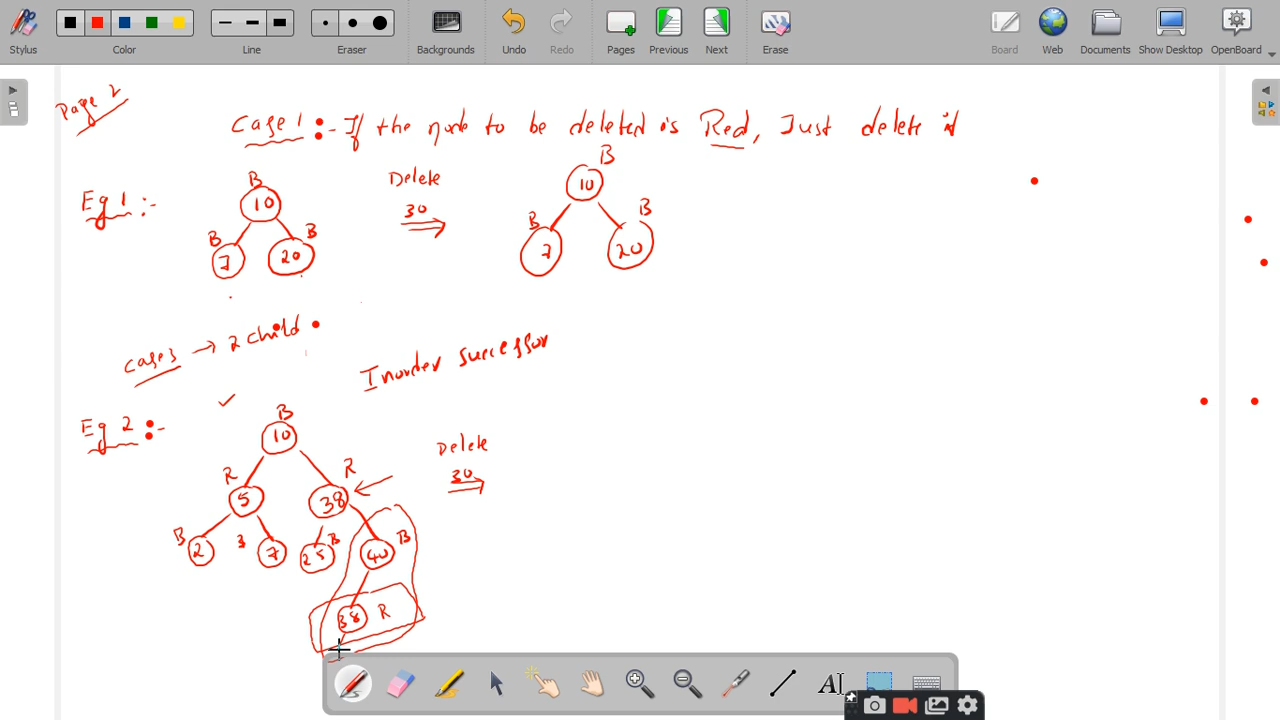 Stylus Color Line Eraser Backgrounds Undo Redo Pages Previous Next Erase Board Web Documents Show Desktop OpenBoard
Page 2
Case 1 :- If the node to be deleted is Red, Just delete it
Eg 1 :-
B
10
B
7
B
20
Delete
30
B
10
B
7
B
20
cases → 2 child
Inorder successor
Eg 2 :-
B
10
R
5
R
38
B
2
3
7
B
25
B
40
38
R
Delete
30